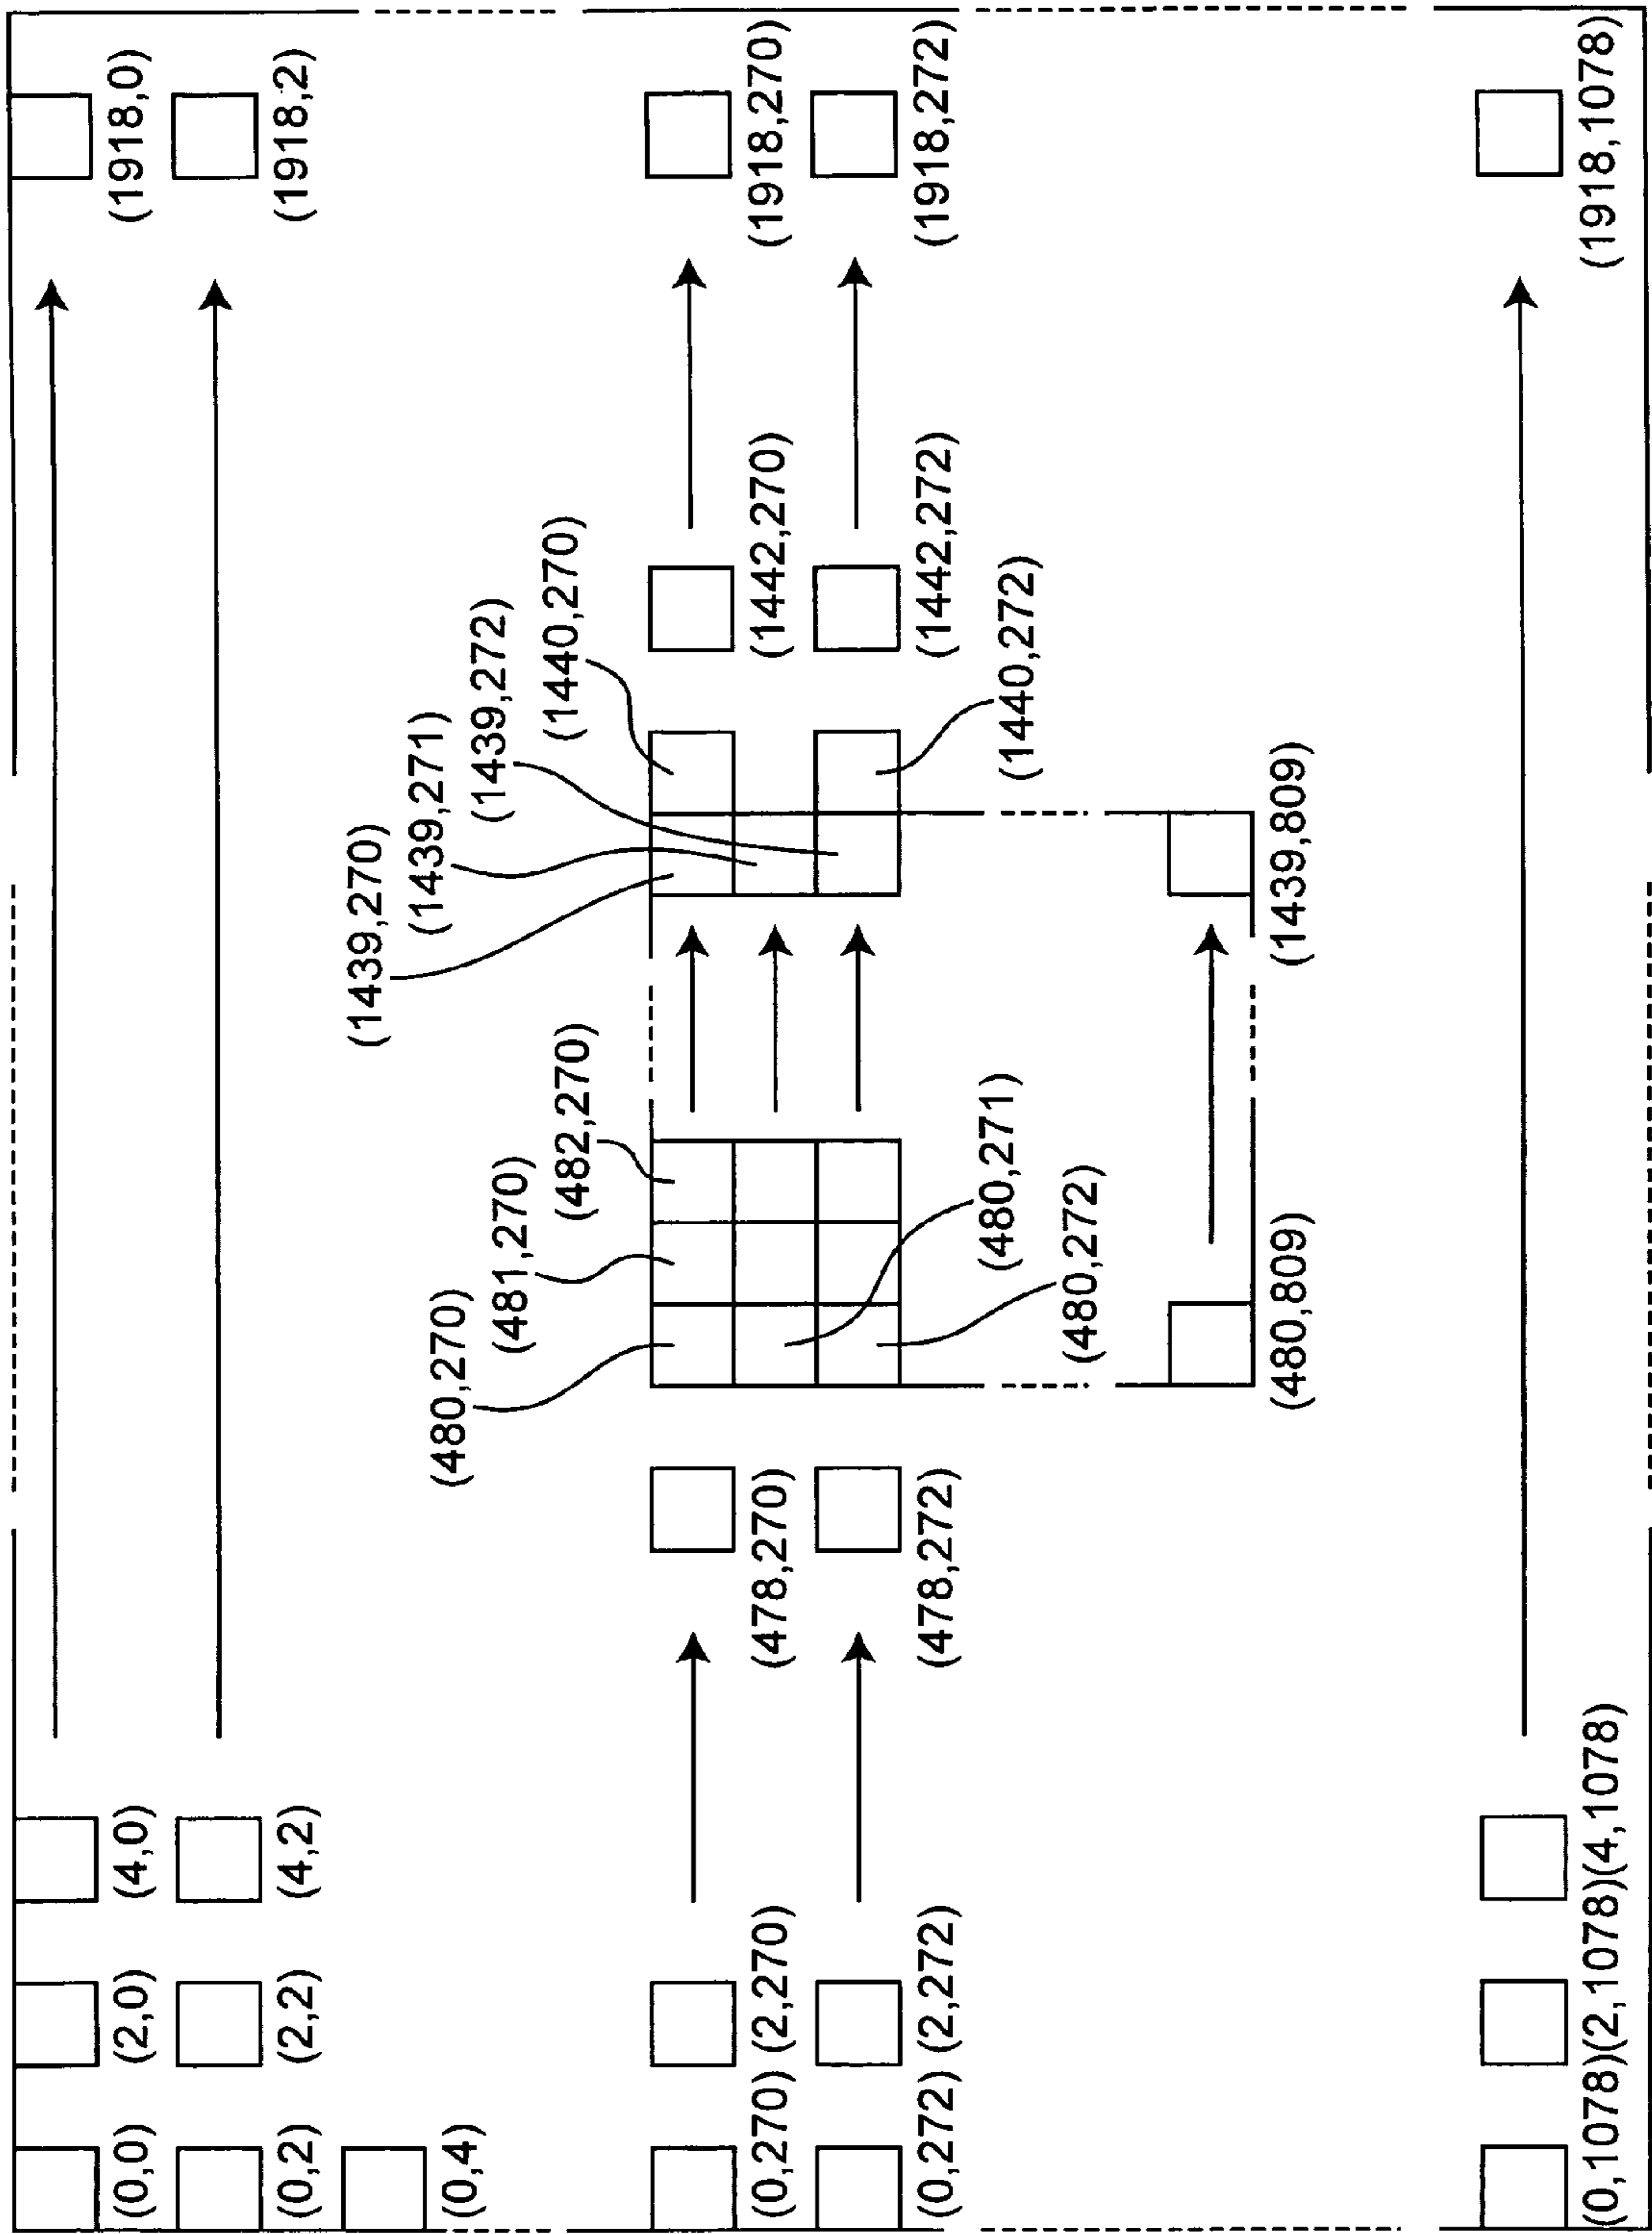 (0,0) (2,0) (4,0) (1918,0)
(0,2) (2,2) (4,2) (1918,2)
(0,4)
(1439,270)
(1439,271)
(480,270) (1439,272)
(481,270) (1440,270)
(482,270)
(0,270) (2,270) (478,270) (1442,270) (1918,270)
(0,272) (2,272) (478,272) (1442,272) (1918,272)
(480,271) (1440,272)
(480,272)
(480,809) (1439,809)
(0,1078)(2,1078)(4,1078) (1918,1078)